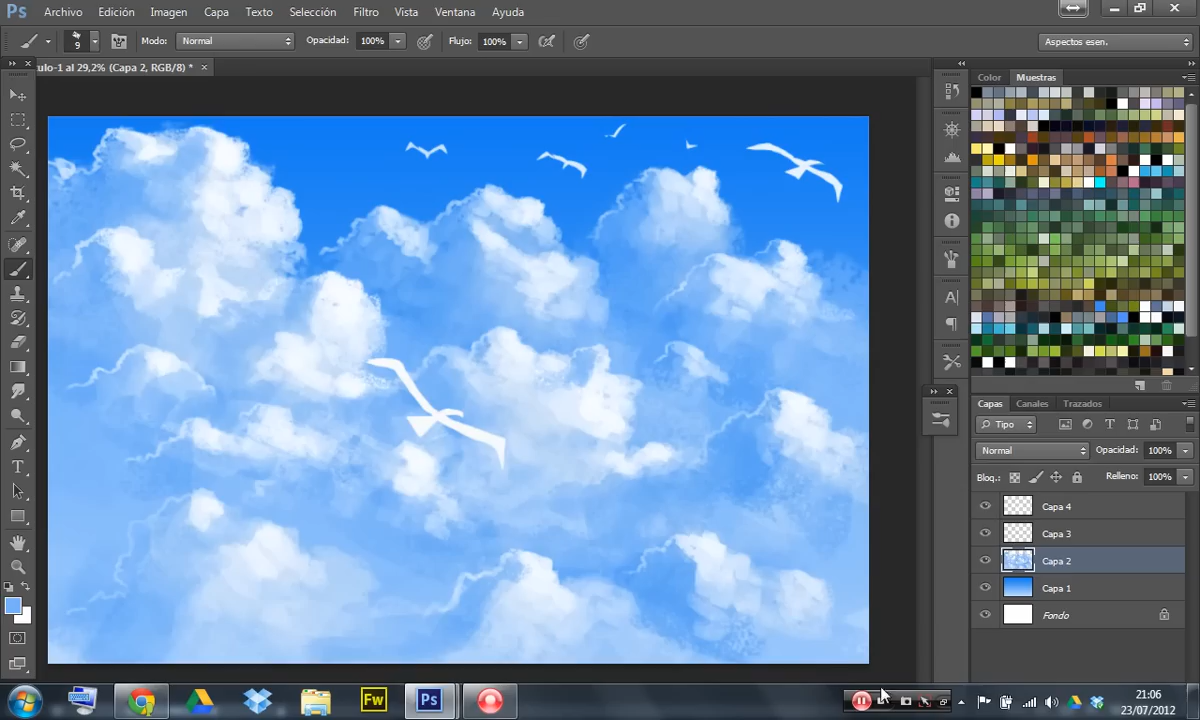 Ps Archivo Edición Imagen Capa Texto Selección Filtro Vista Ventana Ayuda
9 Modo: Normal Opacidad: 100% Flujo: 100% Aspectos esen.
ulo-1 al 29,2% (Capa 2, RGB/8) * ×
Color Muestras
Capas Canales Trazados
Tipo
Normal Opacidad: 100%
Bloq.: Relleno: 100%
Capa 4
Capa 3
Capa 2
Capa 1
Fondo
Fw Ps
21:06
23/07/2012